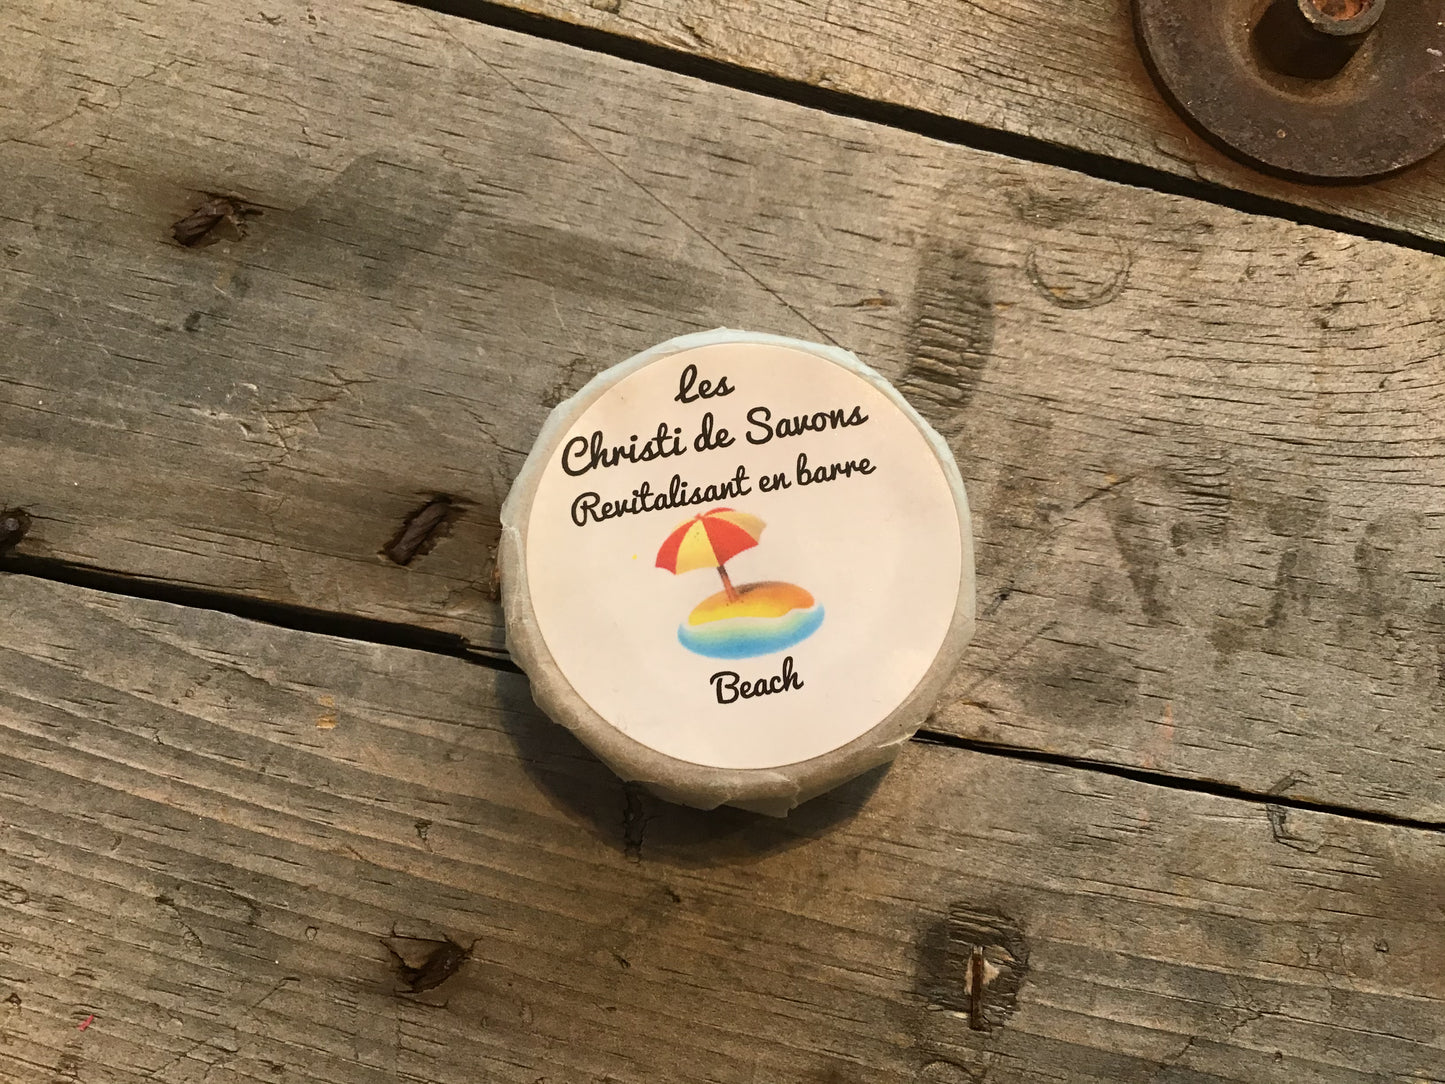 Les
Christi de Savons
Revitalisant en barre
Beach